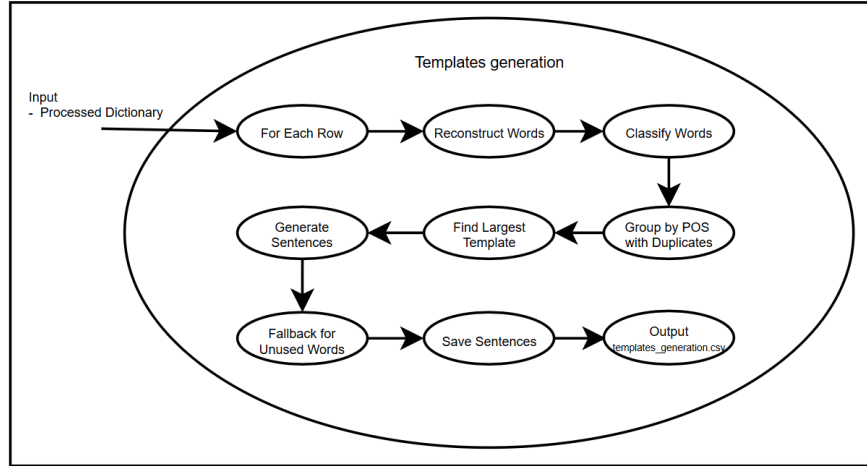 Templates generation
Input
- Processed Dictionary
For Each Row
Reconstruct Words
Classify Words
Group by POS
with Duplicates
Find Largest
Template
Generate
Sentences
Fallback for
Unused Words
Save Sentences
Output
templates_generation.csv